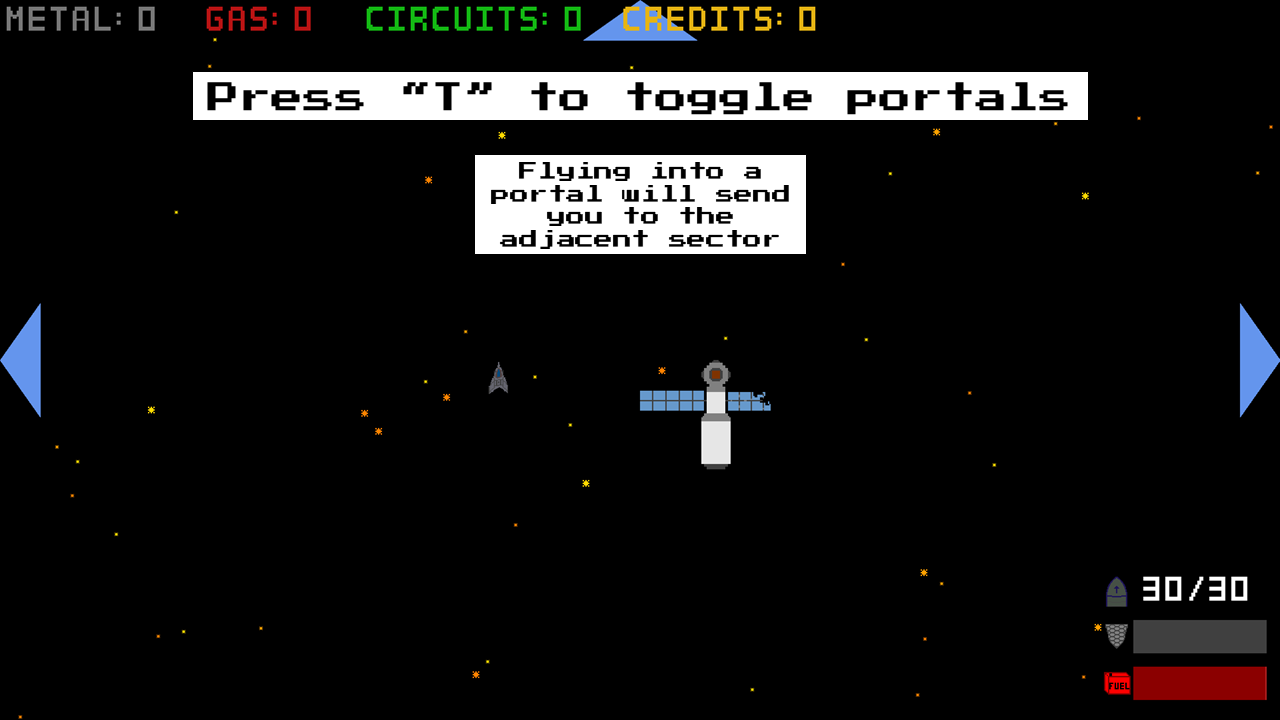 METAL: 0 GAS: 0 CIRCUITS: 0 CREDITS: 0
Press "T" to toggle portals
Flying into a
portal will send
you to the
adjacent sector
30/30
FUEL